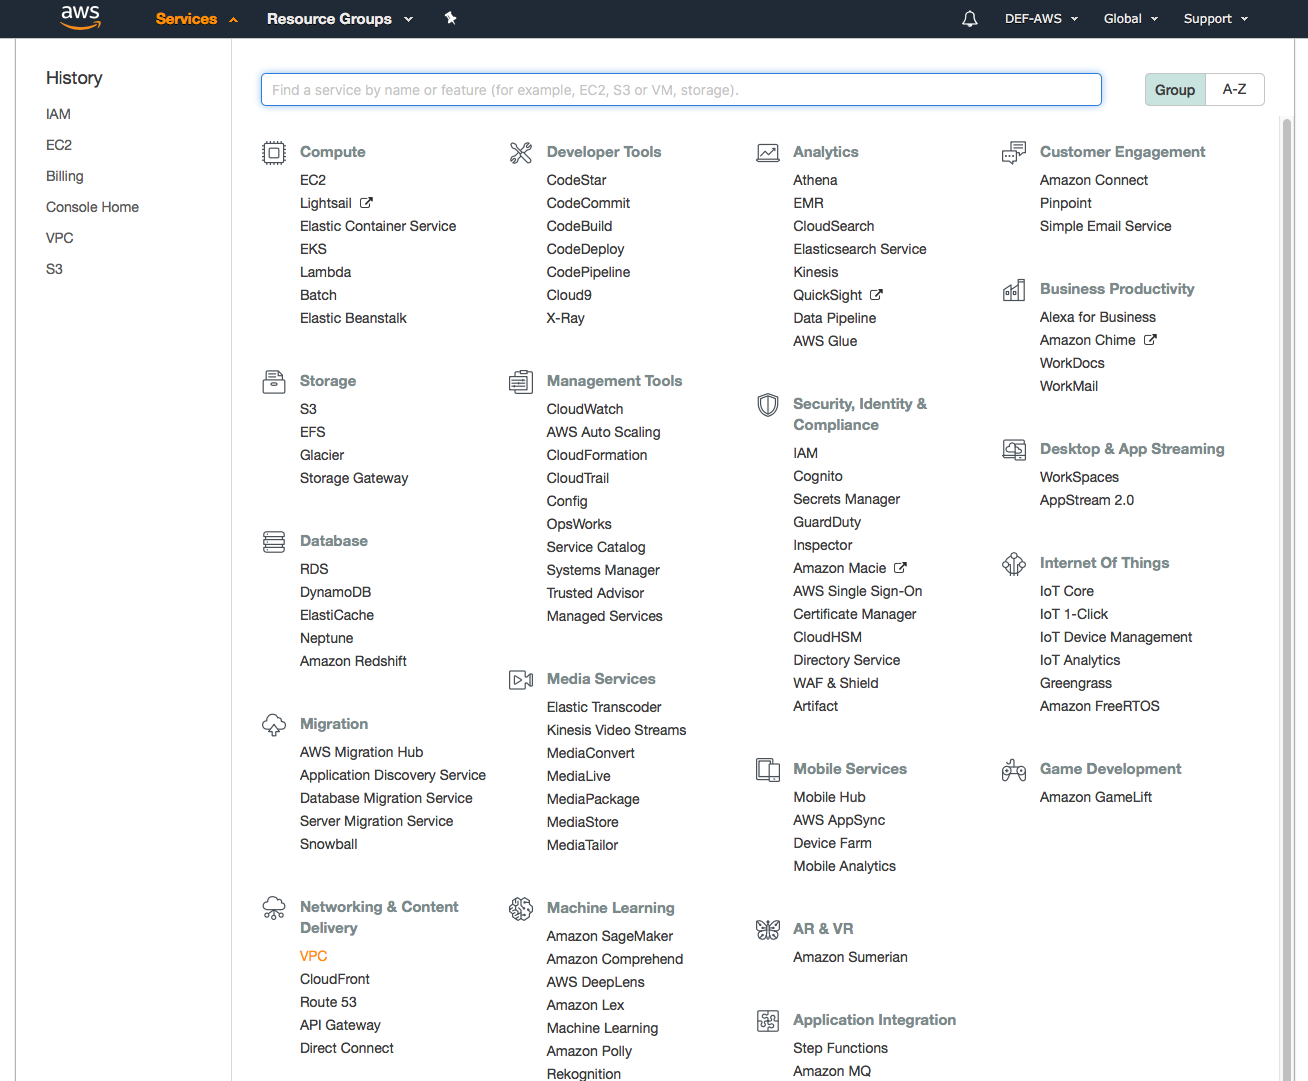 aws
Services
Resource Groups
DEF-AWS
Global
Support
History
IAM
EC2
Billing
Console Home
VPC
S3
Find a service by name or feature (for example, EC2, S3 or VM, storage).
Group
A-Z
Compute
EC2
Lightsail
Elastic Container Service
EKS
Lambda
Batch
Elastic Beanstalk
Storage
S3
EFS
Glacier
Storage Gateway
Database
RDS
DynamoDB
ElastiCache
Neptune
Amazon Redshift
Migration
AWS Migration Hub
Application Discovery Service
Database Migration Service
Server Migration Service
Snowball
Networking & Content
Delivery
VPC
CloudFront
Route 53
API Gateway
Direct Connect
Developer Tools
CodeStar
CodeCommit
CodeBuild
CodeDeploy
CodePipeline
Cloud9
X-Ray
Management Tools
CloudWatch
AWS Auto Scaling
CloudFormation
CloudTrail
Config
OpsWorks
Service Catalog
Systems Manager
Trusted Advisor
Managed Services
Media Services
Elastic Transcoder
Kinesis Video Streams
MediaConvert
MediaLive
MediaPackage
MediaStore
MediaTailor
Machine Learning
Amazon SageMaker
Amazon Comprehend
AWS DeepLens
Amazon Lex
Machine Learning
Amazon Polly
Rekognition
Analytics
Athena
EMR
CloudSearch
Elasticsearch Service
Kinesis
QuickSight
Data Pipeline
AWS Glue
Security, Identity &
Compliance
IAM
Cognito
Secrets Manager
GuardDuty
Inspector
Amazon Macie
AWS Single Sign-On
Certificate Manager
CloudHSM
Directory Service
WAF & Shield
Artifact
Mobile Services
Mobile Hub
AWS AppSync
Device Farm
Mobile Analytics
AR & VR
Amazon Sumerian
Application Integration
Step Functions
Amazon MQ
Customer Engagement
Amazon Connect
Pinpoint
Simple Email Service
Business Productivity
Alexa for Business
Amazon Chime
WorkDocs
WorkMail
Desktop & App Streaming
WorkSpaces
AppStream 2.0
Internet Of Things
IoT Core
IoT 1-Click
IoT Device Management
IoT Analytics
Greengrass
Amazon FreeRTOS
Game Development
Amazon GameLift